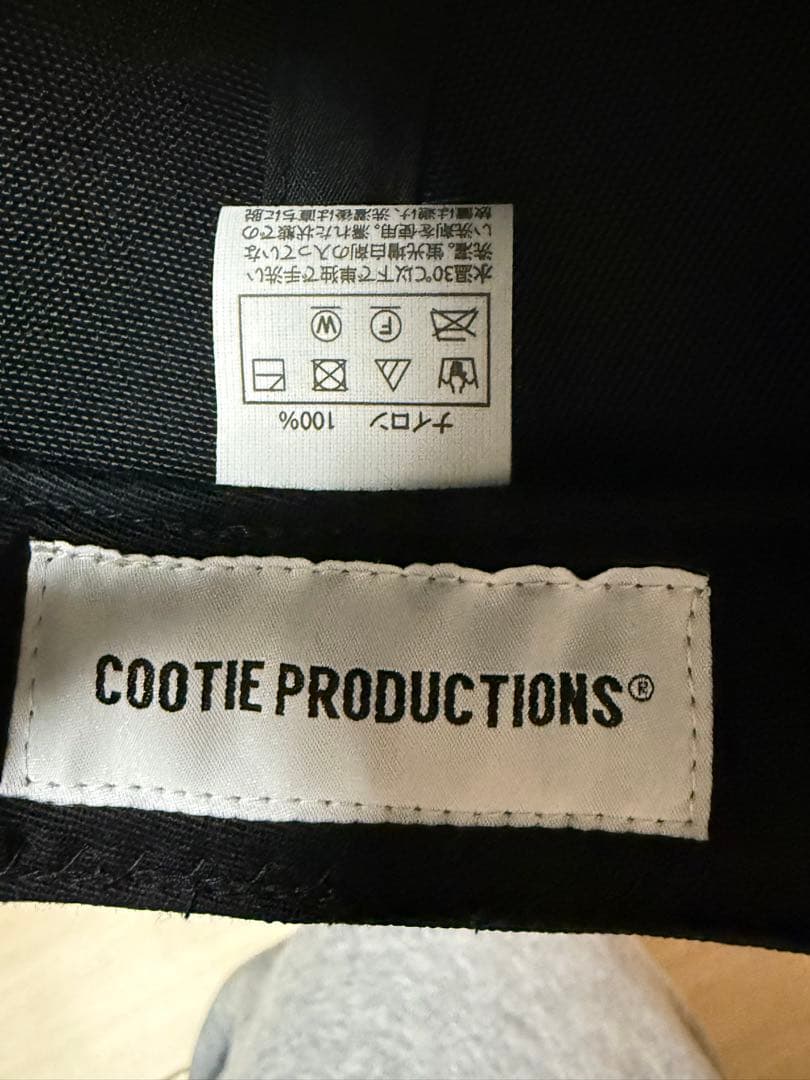 ナイロン 100%
F
W
水温30℃以下で単独で手洗い
洗濯。蛍光増白剤の入っていな
い洗剤を使用。濡れた状態での
放置は避け、洗濯後は直ちに脱
COOTIE PRODUCTIONS®